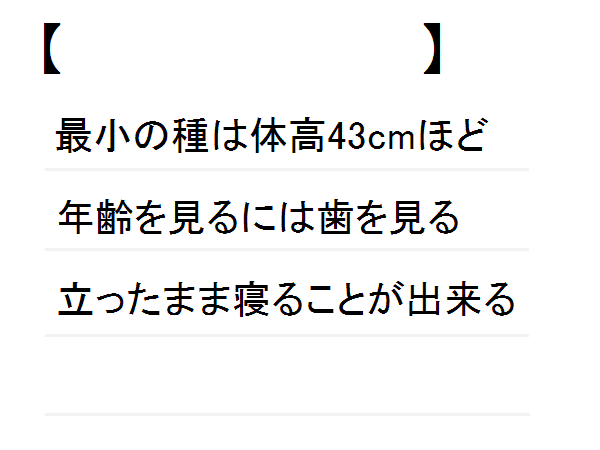 【　　　　　　　　　】
最小の種は体高43cmほど
年齢を見るには歯を見る
立ったまま寝ることが出来る